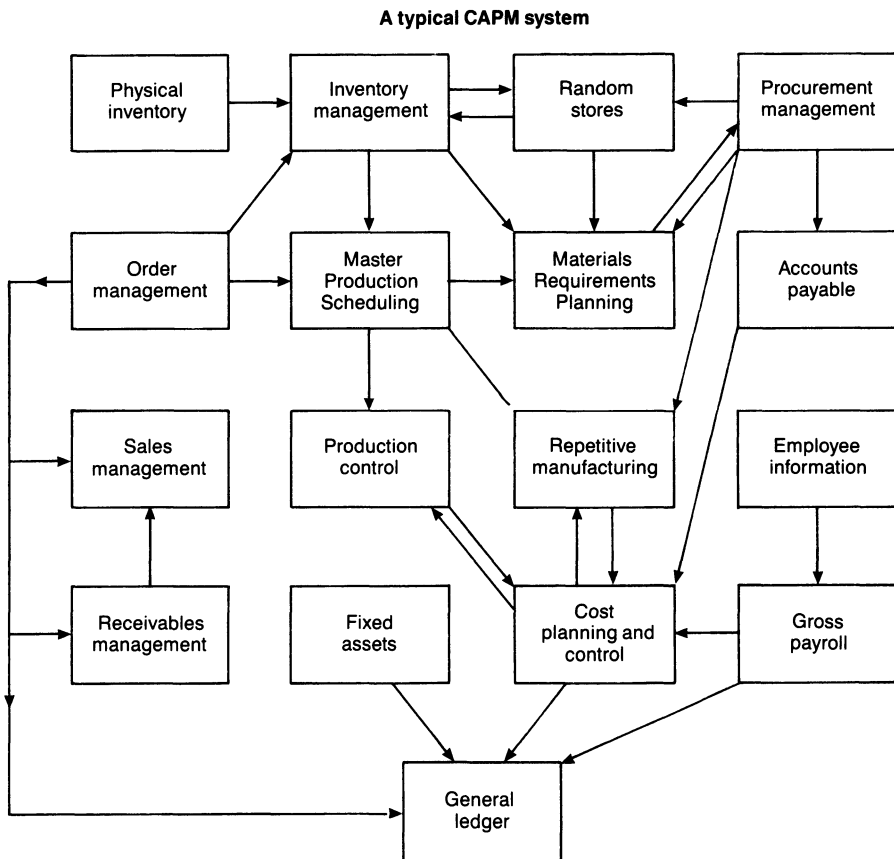 A typical CAPM system
Physical
inventory
Inventory
management
Random
stores
Procurement
management
Order
management
Master
Production
Scheduling
Materials
Requirements
Planning
Accounts
payable
Sales
management
Production
control
Repetitive
manufacturing
Employee
information
Receivables
management
Fixed
assets
Cost
planning and
control
Gross
payroll
General
ledger